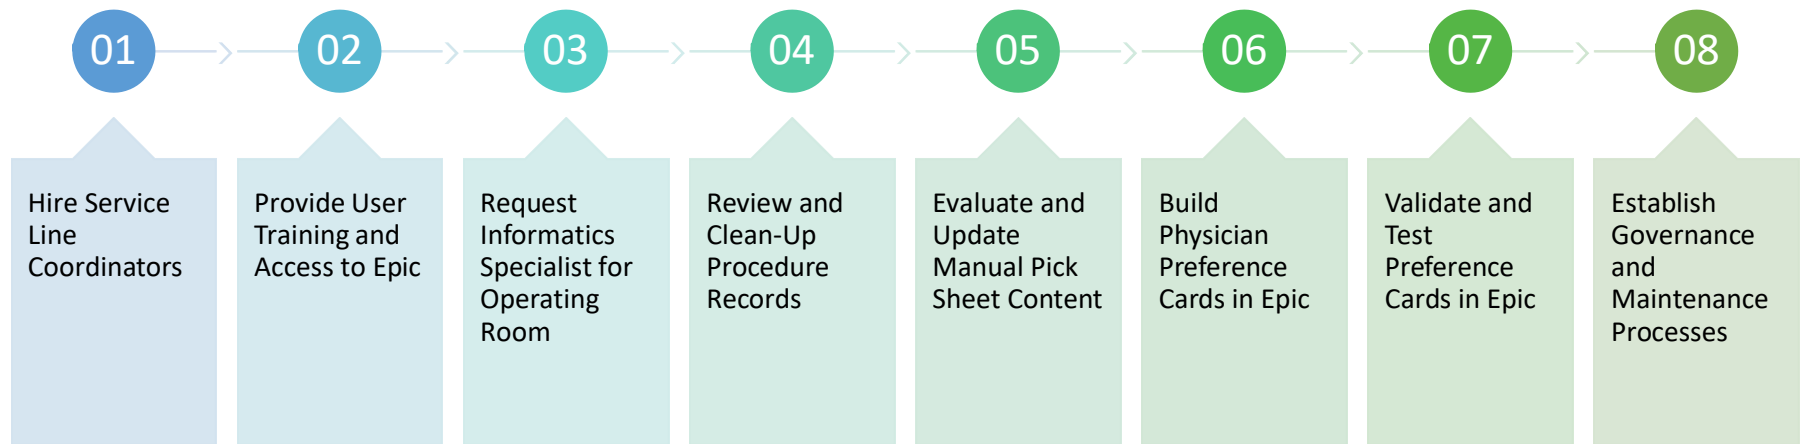 01
02
03
04
05
06
07
08
Hire Service
Line
Coordinators
Provide User
Training and
Access to Epic
Request
Informatics
Specialist for
Operating
Room
Review and
Clean-Up
Procedure
Records
Evaluate and
Update
Manual Pick
Sheet Content
Build
Physician
Preference
Cards in Epic
Validate and
Test
Preference
Cards in Epic
Establish
Governance
and
Maintenance
Processes